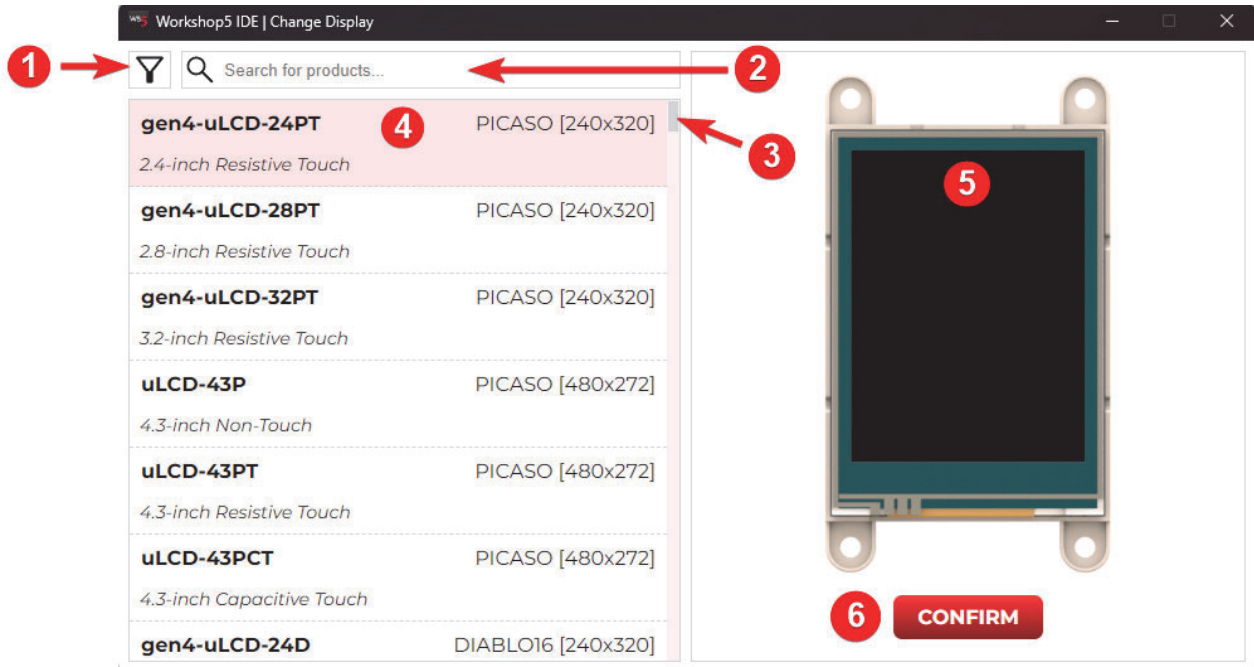 WS5 Workshop5 IDE | Change Display
1
Search for products...
2
gen4-uLCD-24PT PICASO [240x320]
4
2.4-inch Resistive Touch
3
gen4-uLCD-28PT PICASO [240x320]
2.8-inch Resistive Touch
gen4-uLCD-32PT PICASO [240x320]
3.2-inch Resistive Touch
uLCD-43P PICASO [480x272]
4.3-inch Non-Touch
uLCD-43PT PICASO [480x272]
4.3-inch Resistive Touch
uLCD-43PCT PICASO [480x272]
4.3-inch Capacitive Touch
gen4-uLCD-24D DIABLO16 [240x320]
5
6
CONFIRM